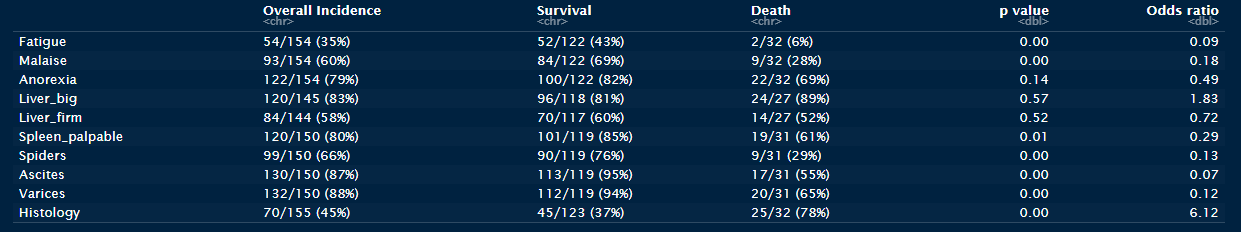 Overall Incidence Survival Death p value Odds ratio
<chr> <chr> <chr> <dbl> <dbl>
Fatigue 54/154 (35%) 52/122 (43%) 2/32 (6%) 0.00 0.09
Malaise 93/154 (60%) 84/122 (69%) 9/32 (28%) 0.00 0.18
Anorexia 122/154 (79%) 100/122 (82%) 22/32 (69%) 0.14 0.49
Liver_big 120/145 (83%) 96/118 (81%) 24/27 (89%) 0.57 1.83
Liver_firm 84/144 (58%) 70/117 (60%) 14/27 (52%) 0.52 0.72
Spleen_palpable 120/150 (80%) 101/119 (85%) 19/31 (61%) 0.01 0.29
Spiders 99/150 (66%) 90/119 (76%) 9/31 (29%) 0.00 0.13
Ascites 130/150 (87%) 113/119 (95%) 17/31 (55%) 0.00 0.07
Varices 132/150 (88%) 112/119 (94%) 20/31 (65%) 0.00 0.12
Histology 70/155 (45%) 45/123 (37%) 25/32 (78%) 0.00 6.12